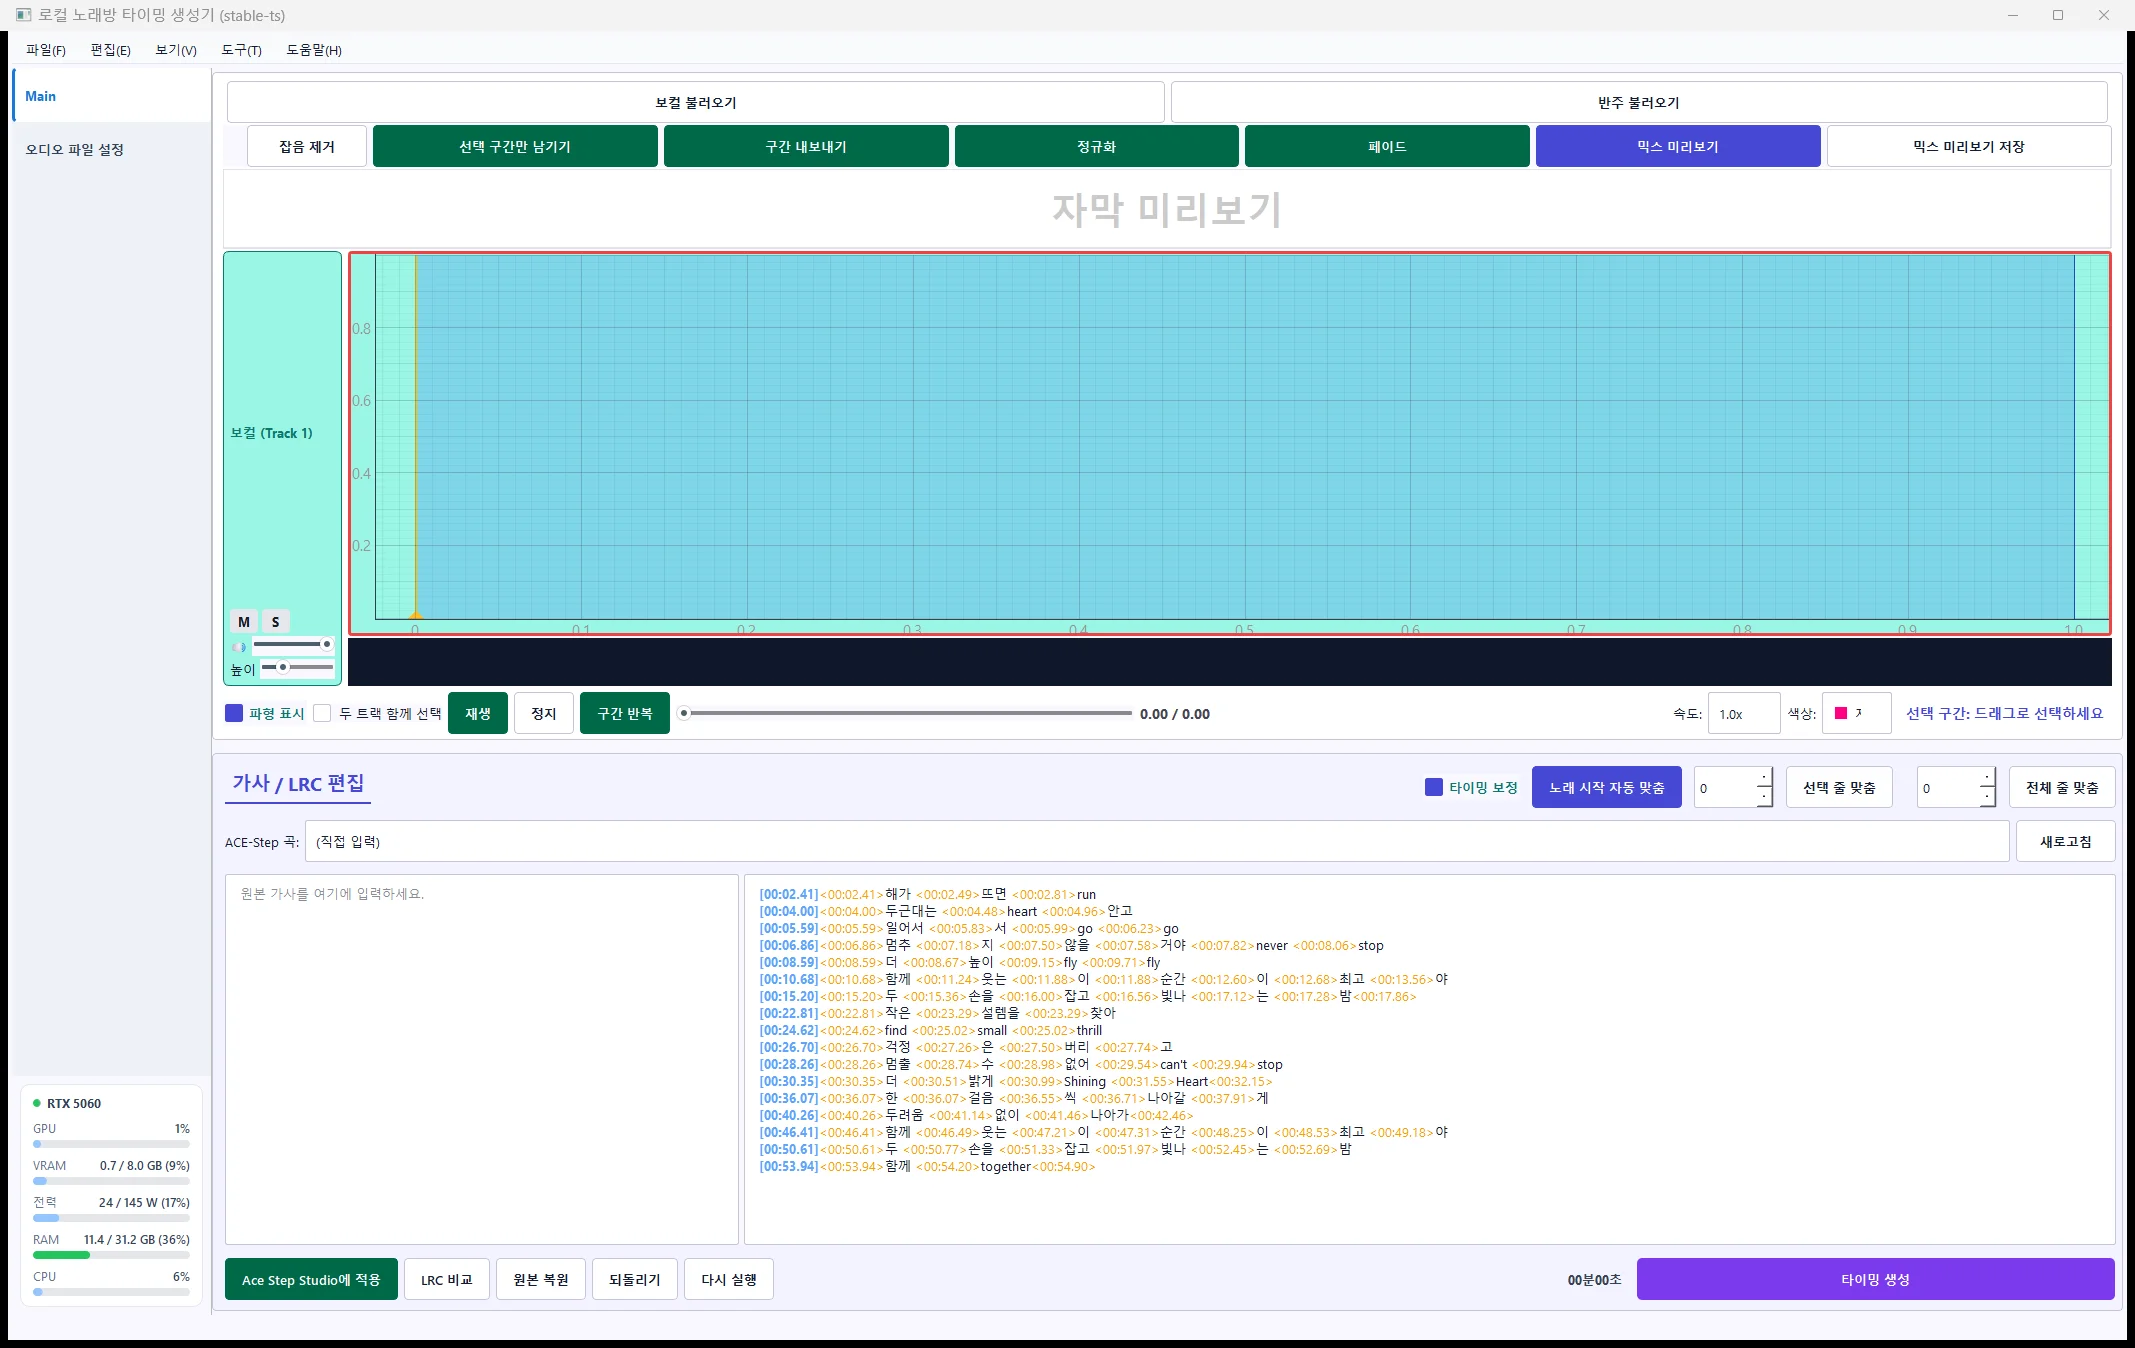 로컬 노래방 타이밍 생성기 (stable-ts)
파일(F) 편집(E) 보기(V) 도구(T) 도움말(H)
Main
오디오 파일 설정
보컬 불러오기 반주 불러오기
잡음 제거 선택 구간만 남기기 구간 내보내기 정규화 페이드 믹스 미리보기 믹스 미리보기 저장
자막 미리보기
보컬 (Track 1)
M S
높이
0.8
0.6
0.4
0.2
0 0.1 0.2 0.3 0.4 0.5 0.6 0.7 0.8 0.9 1.0
파형 표시 두 트랙 함께 선택 재생 정지 구간 반복 0.00 / 0.00 속도: 1.0x 색상: 선택 구간: 드래그로 선택하세요
가사 / LRC 편집 타이밍 보정 노래 시작 자동 맞춤 0 선택 줄 맞춤 0 전체 줄 맞춤
ACE-Step 곡: (직접 입력) 새로고침
원본 가사를 여기에 입력하세요.
[00:02.41]<00:02.41>해가 <00:02.49>뜨면 <00:02.81>run
[00:04.00]<00:04.00>두근대는 <00:04.48>heart <00:04.96>안고
[00:05.59]<00:05.59>일어서 <00:05.83>서 <00:05.99>go <00:06.23>go
[00:06.86]<00:06.86>멈추 <00:07.18>지 <00:07.50>않을 <00:07.58>거야 <00:07.82>never <00:08.06>stop
[00:08.59]<00:08.59>더 <00:08.67>높이 <00:09.15>fly <00:09.71>fly
[00:10.68]<00:10.68>함께 <00:11.24>웃는 <00:11.88>이 <00:11.88>순간 <00:12.60>이 <00:12.68>최고 <00:13.56>야
[00:15.20]<00:15.20>두 <00:15.36>손을 <00:16.00>잡고 <00:16.56>빛나 <00:17.12>는 <00:17.28>밤<00:17.86>
[00:22.81]<00:22.81>작은 <00:23.29>설렘을 <00:23.29>찾아
[00:24.62]<00:24.62>find <00:25.02>small <00:25.02>thrill
[00:26.70]<00:26.70>걱정 <00:27.26>은 <00:27.50>버리 <00:27.74>고
[00:28.26]<00:28.26>멈출 <00:28.74>수 <00:28.98>없어 <00:29.54>can't <00:29.94>stop
[00:30.35]<00:30.35>더 <00:30.51>밝게 <00:30.99>Shining <00:31.55>Heart<00:32.15>
[00:36.07]<00:36.07>한 <00:36.07>걸음 <00:36.55>씩 <00:36.71>나아갈 <00:37.91>게
[00:40.26]<00:40.26>두려움 <00:41.14>없이 <00:41.46>나아가<00:42.46>
[00:46.41]<00:46.41>함께 <00:46.49>웃는 <00:47.21>이 <00:47.31>순간 <00:48.25>이 <00:48.53>최고 <00:49.18>야
[00:50.61]<00:50.61>두 <00:50.77>손을 <00:51.33>잡고 <00:51.97>빛나 <00:52.45>는 <00:52.69>밤
[00:53.94]<00:53.94>함께 <00:54.20>together<00:54.90>
RTX 5060
GPU 1%
VRAM 0.7 / 8.0 GB (9%)
전력 24 / 145 W (17%)
RAM 11.4 / 31.2 GB (36%)
CPU 6%
Ace Step Studio에 적용 LRC 비교 원본 복원 되돌리기 다시 실행 00분00초 타이밍 생성